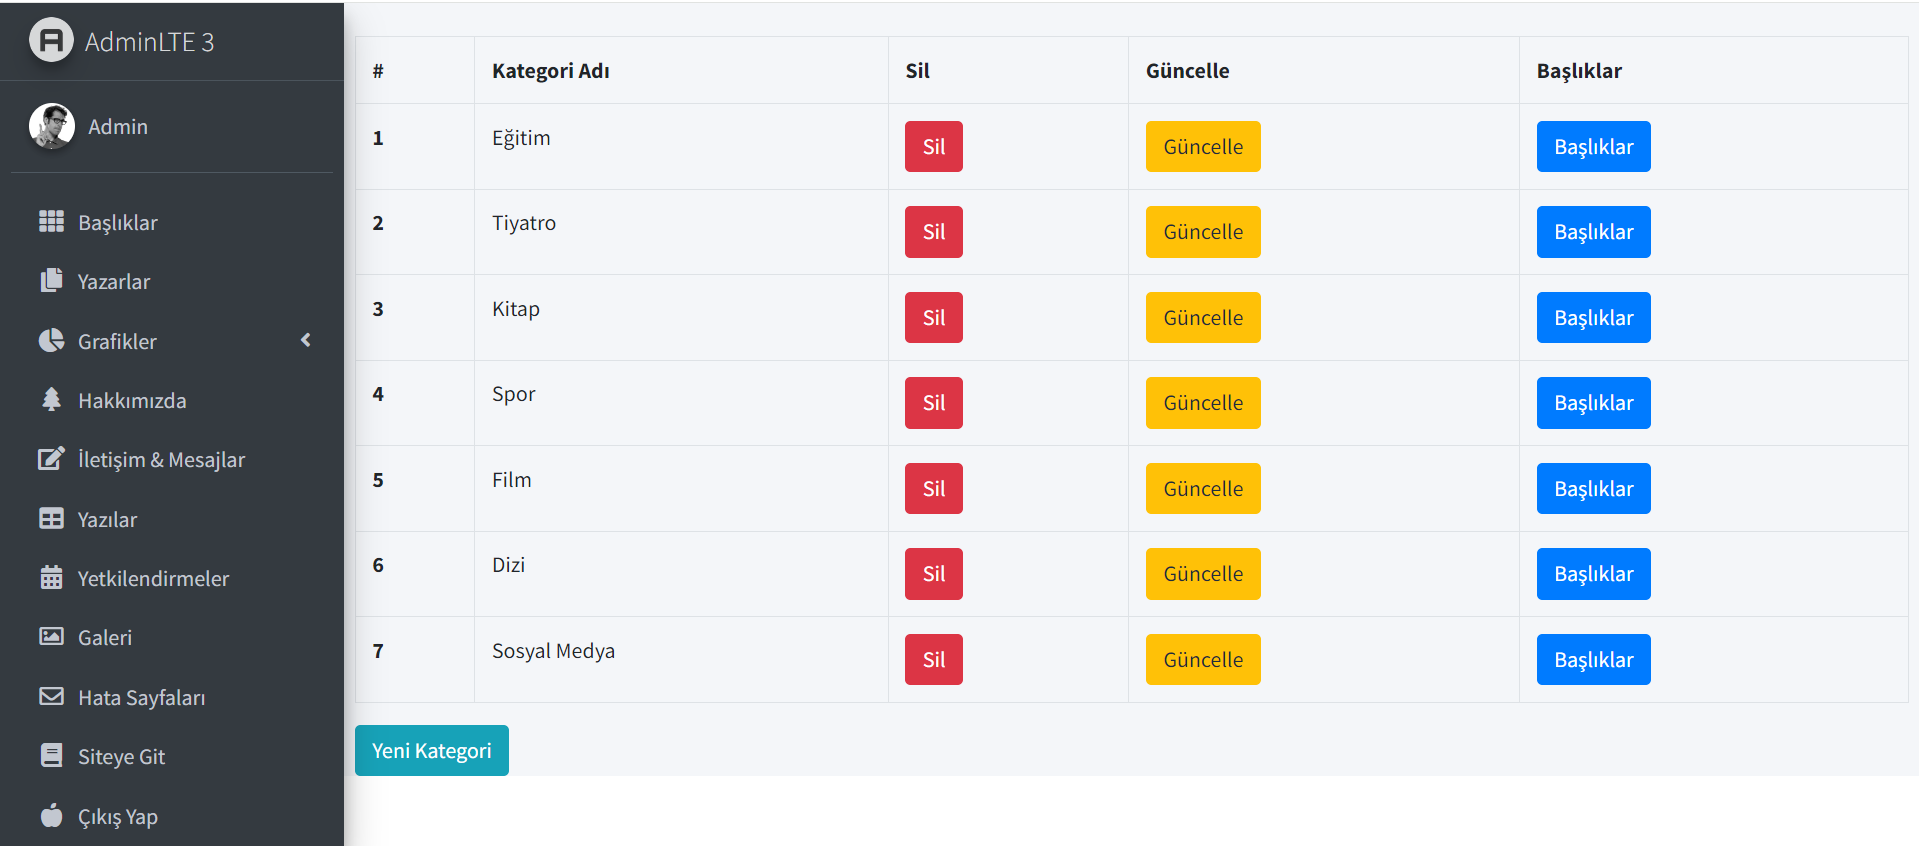 AdminLTE 3
Admin
Başlıklar
Yazarlar
Grafikler
Hakkımızda
İletişim & Mesajlar
Yazılar
Yetkilendirmeler
Galeri
Hata Sayfaları
Siteye Git
Çıkış Yap
# Kategori Adı Sil Güncelle Başlıklar
1 Eğitim Sil Güncelle Başlıklar
2 Tiyatro Sil Güncelle Başlıklar
3 Kitap Sil Güncelle Başlıklar
4 Spor Sil Güncelle Başlıklar
5 Film Sil Güncelle Başlıklar
6 Dizi Sil Güncelle Başlıklar
7 Sosyal Medya Sil Güncelle Başlıklar
Yeni Kategori